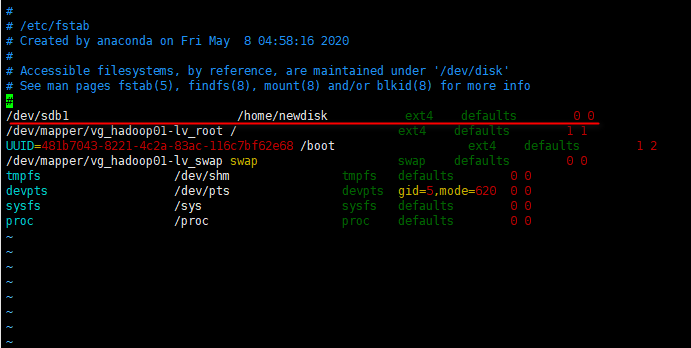 #
# /etc/fstab
# Created by anaconda on Fri May  8 04:58:16 2020
#
# Accessible filesystems, by reference, are maintained under '/dev/disk'
# See man pages fstab(5), findfs(8), mount(8) and/or blkid(8) for more info
#
/dev/sdb1                        /home/newdisk           ext4    defaults        0 0
/dev/mapper/vg_hadoop01-lv_root /                       ext4    defaults        1 1
UUID=481b7043-8221-4c2a-83ac-116c7bf62e68 /boot                   ext4    defaults        1 2
/dev/mapper/vg_hadoop01-lv_swap swap                    swap    defaults        0 0
tmpfs                   /dev/shm                tmpfs   defaults        0 0
devpts                  /dev/pts                devpts  gid=5,mode=620  0 0
sysfs                   /sys                    sysfs   defaults        0 0
proc                    /proc                   proc    defaults        0 0
~
~
~
~
~
~
~
~